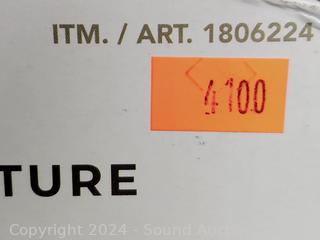 ITM. / ART. 1806224
4100
TURE
Copyright 2024 - Sound Auc